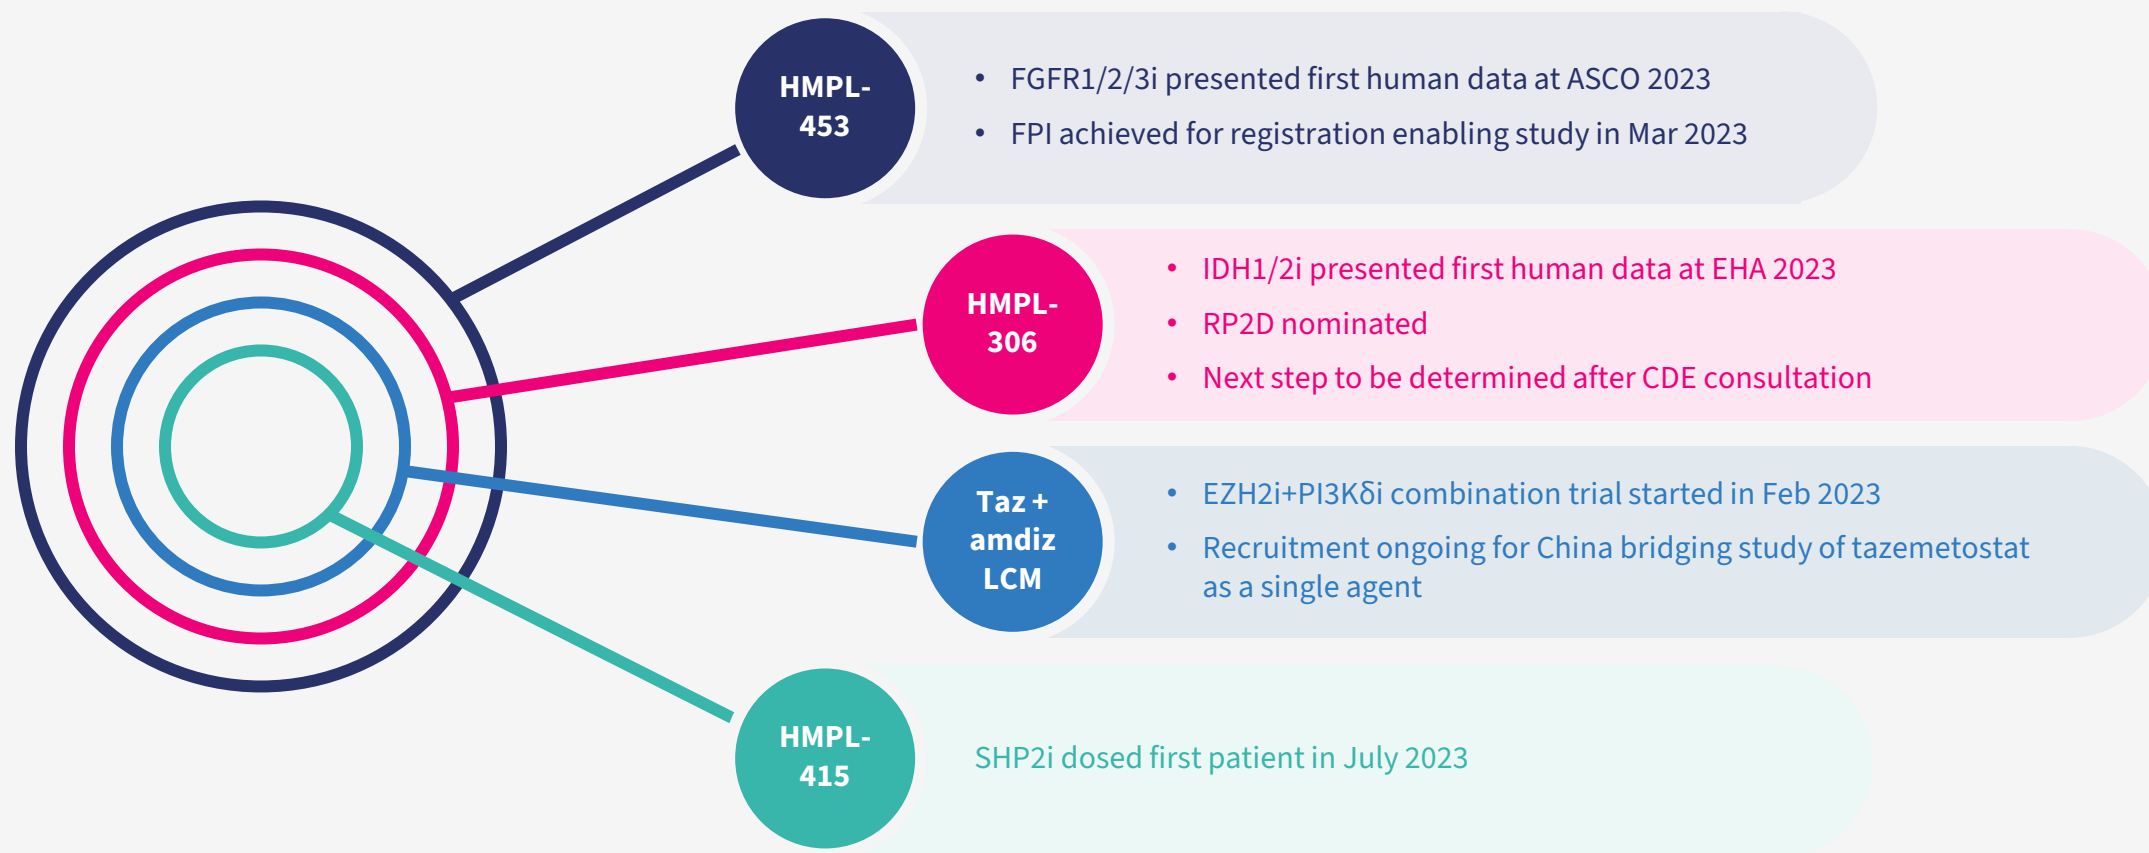 HMPL-
453
• FGFR1/2/3i presented first human data at ASCO 2023
• FPI achieved for registration enabling study in Mar 2023
HMPL-
306
• IDH1/2i presented first human data at EHA 2023
• RP2D nominated
• Next step to be determined after CDE consultation
Taz +
amdiz
LCM
• EZH2i+PI3Kδi combination trial started in Feb 2023
• Recruitment ongoing for China bridging study of tazemetostat
as a single agent
HMPL-
415
SHP2i dosed first patient in July 2023